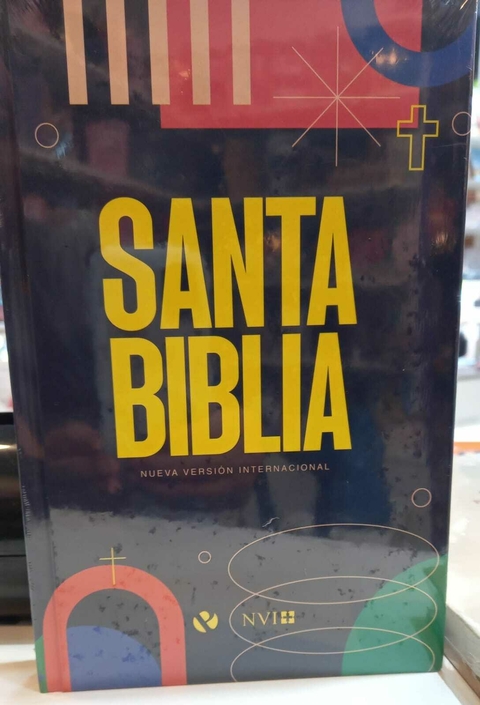 SANTA
BIBLIA
NUEVA VERSIÓN INTERNACIONAL
NVI